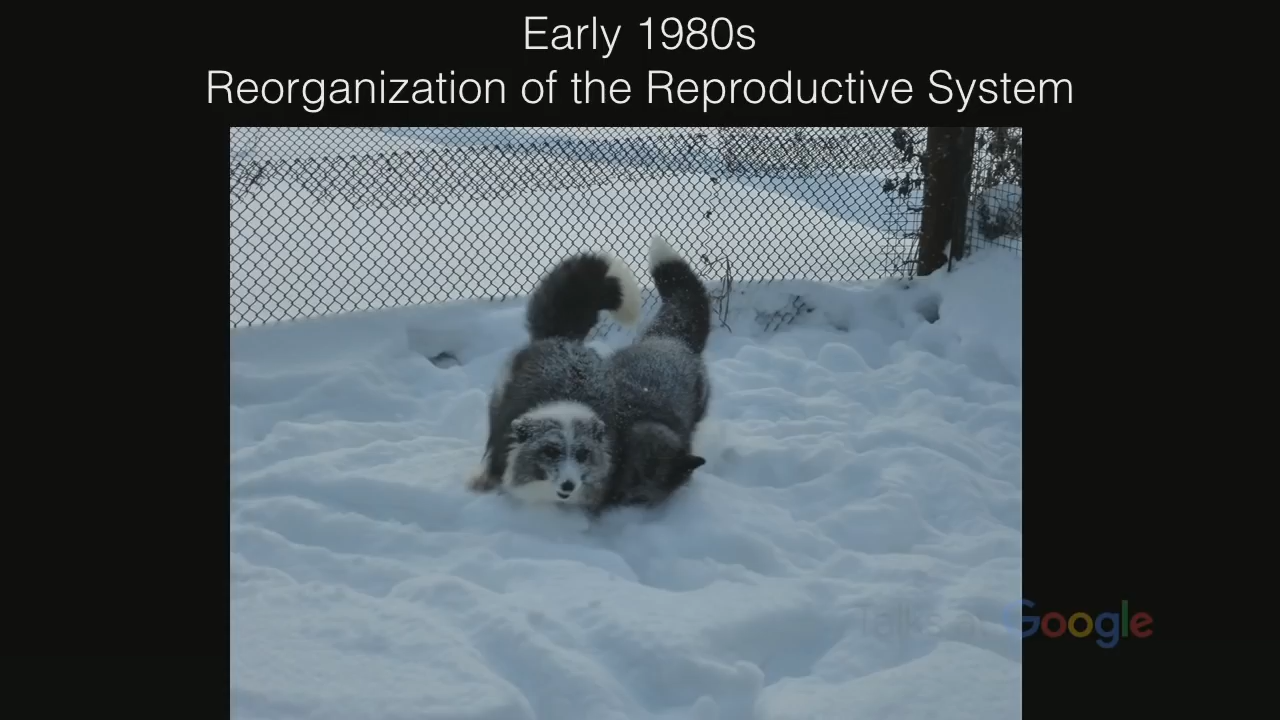 Early 1980s
Reorganization of the Reproductive System
Talks at Google